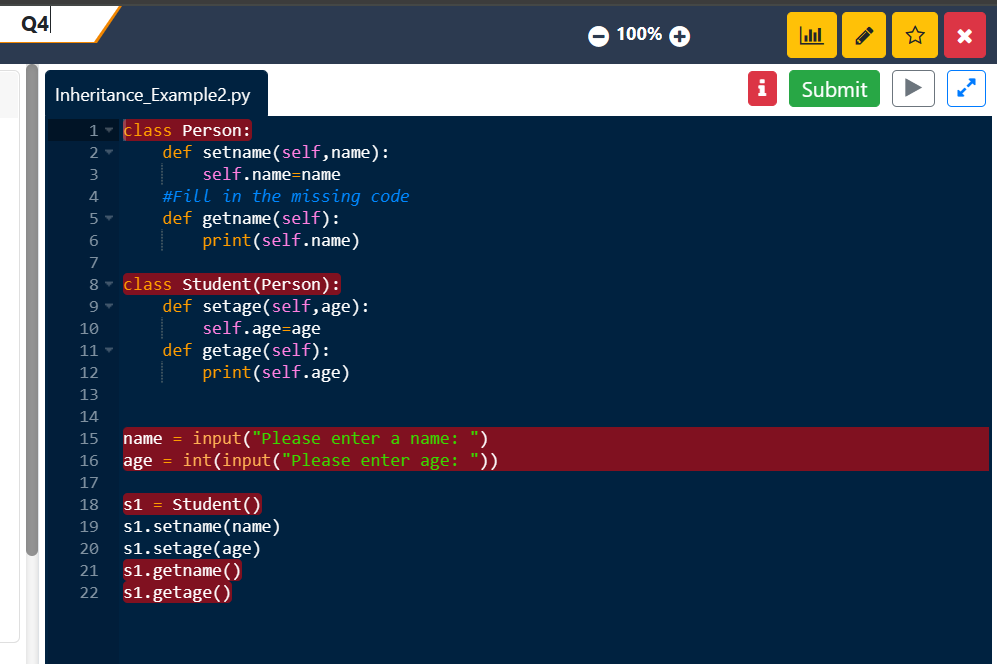 Q4
100%
Inheritance_Example2.py
Submit
1 class Person:
2     def setname(self,name):
3         self.name=name
4     #Fill in the missing code
5     def getname(self):
6         print(self.name)
7
8 class Student(Person):
9     def setage(self,age):
10         self.age=age
11     def getage(self):
12         print(self.age)
13
14
15 name = input("Please enter a name: ")
16 age = int(input("Please enter age: "))
17
18 s1 = Student()
19 s1.setname(name)
20 s1.setage(age)
21 s1.getname()
22 s1.getage()